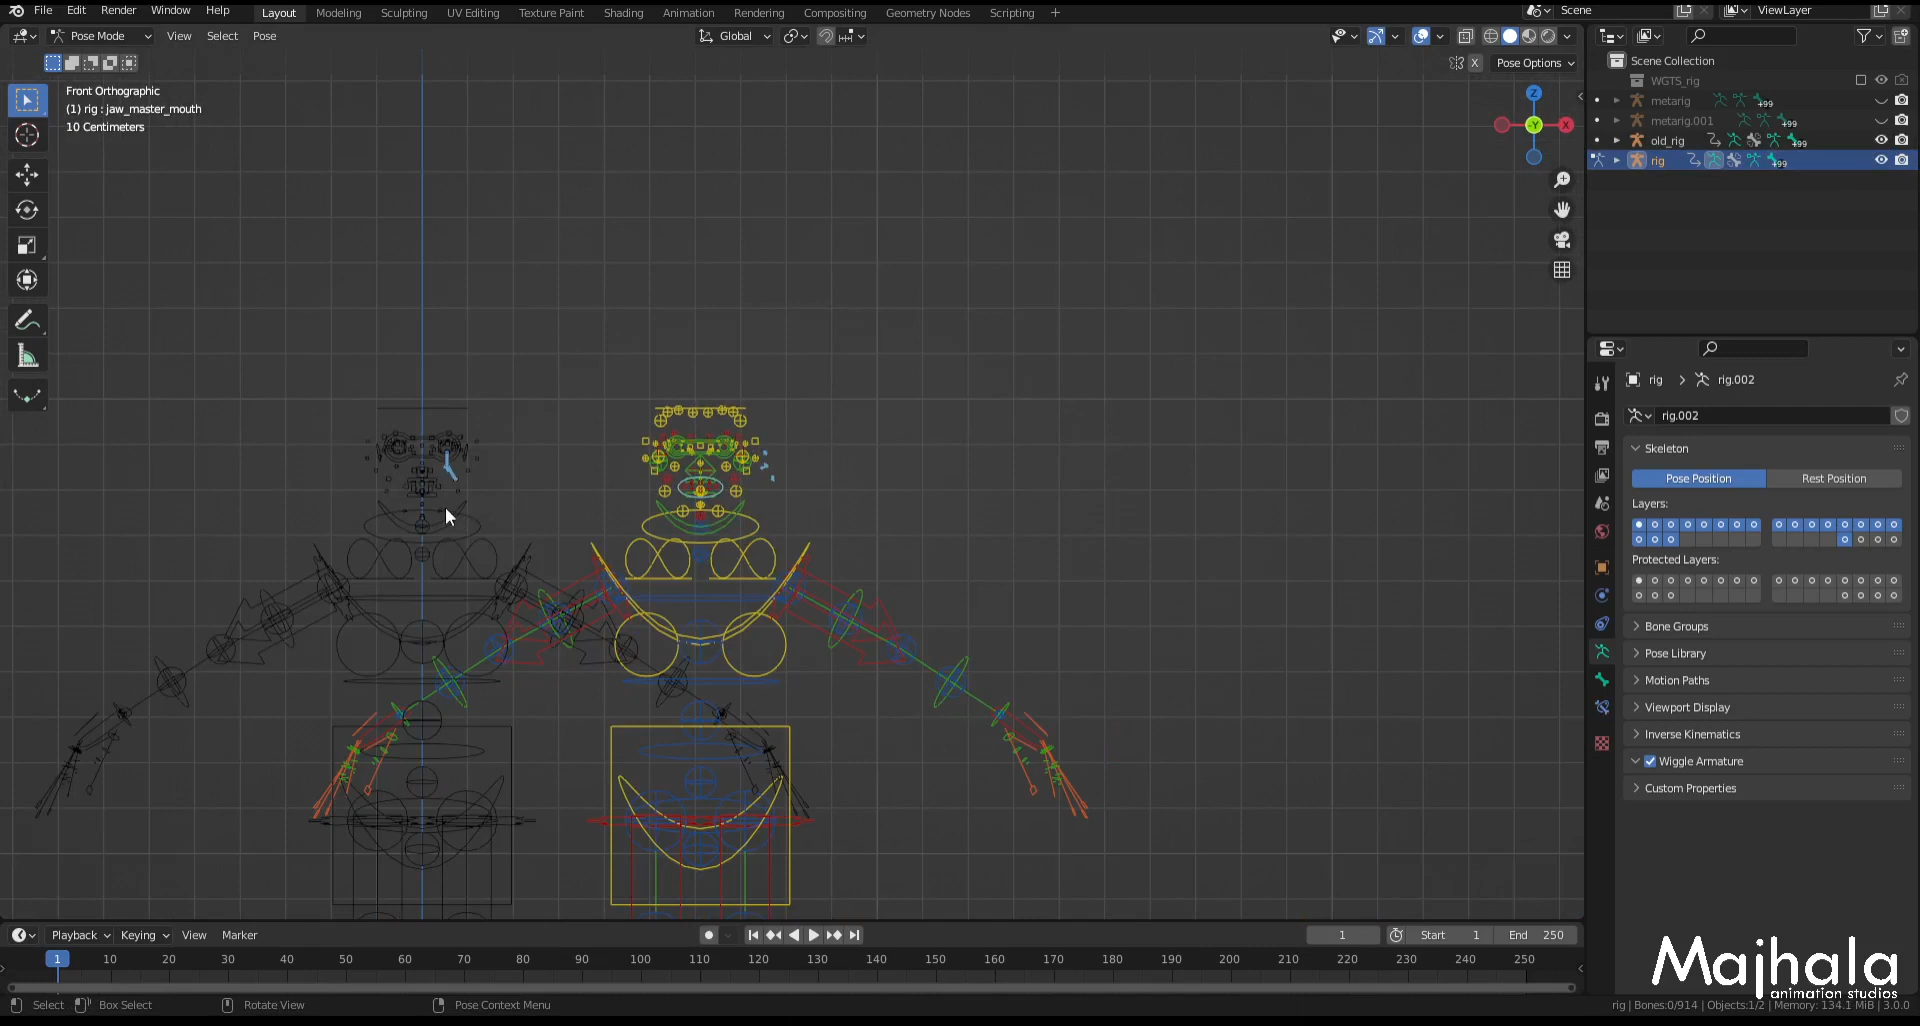 File Edit Render Window Help Layout Modeling Sculpting UV Editing Texture Paint Shading Animation Rendering Compositing Geometry Nodes Scripting + Scene ViewLayer
Pose Mode View Select Pose Global
X Pose Options
Front Orthographic
(1) rig : jaw_master_mouth
10 Centimeters
Z
-Y
X
Scene Collection
WGTS_rig
metarig +99
metarig.001 +99
old_rig +99
rig +99
rig > rig.002
rig.002
Skeleton
Pose Position Rest Position
Layers:
Protected Layers:
Bone Groups
Pose Library
Motion Paths
Viewport Display
Inverse Kinematics
Wiggle Armature
Custom Properties
Playback Keying View Marker 1 Start 1 End 250
1 10 20 30 40 50 60 70 80 90 100 110 120 130 140 150 160 170 180 190 200 210 220 230 240 250
Majhala
animation studios
Select Box Select Rotate View Pose Context Menu rig | Bones:0/914 | Objects:1/2 | Memory: 134.1 MiB | 3.0.0